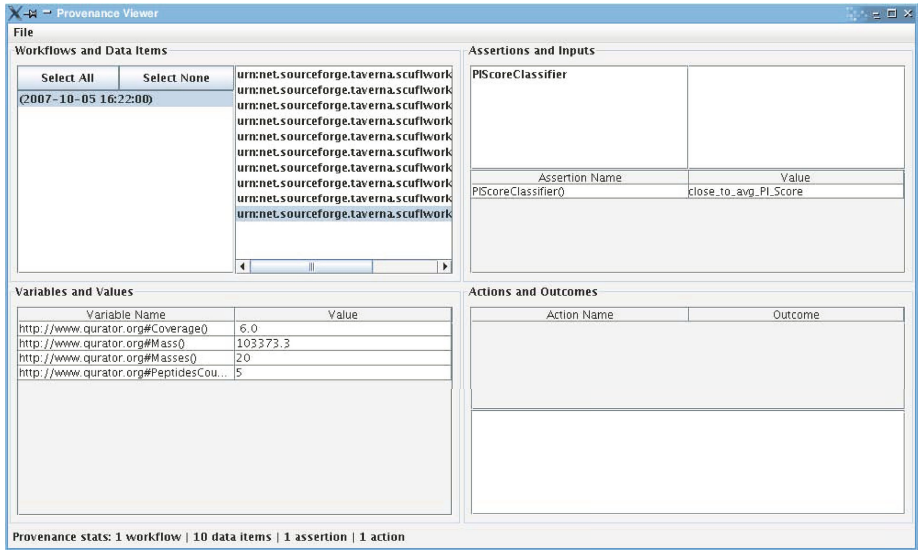 Provenance Viewer
File
Workflows and Data Items
Select All Select None
(2007-10-05 16:22:00)
urn:net.sourceforge.taverna.scuflwork
urn:net.sourceforge.taverna.scuflwork
urn:net.sourceforge.taverna.scuflwork
urn:net.sourceforge.taverna.scuflwork
urn:net.sourceforge.taverna.scuflwork
urn:net.sourceforge.taverna.scuflwork
urn:net.sourceforge.taverna.scuflwork
urn:net.sourceforge.taverna.scuflwork
urn:net.sourceforge.taverna.scuflwork
urn:net.sourceforge.taverna.scuflwork
Assertions and Inputs
PIScoreClassifier
Assertion Name Value
PIScoreClassifier() close_to_avg_PI_Score
Variables and Values
Variable Name Value
http://www.qurator.org#Coverage() 6.0
http://www.qurator.org#Mass() 103373.3
http://www.qurator.org#Masses() 20
http://www.qurator.org#PeptidesCou... 5
Actions and Outcomes
Action Name Outcome
Provenance stats: 1 workflow | 10 data items | 1 assertion | 1 action